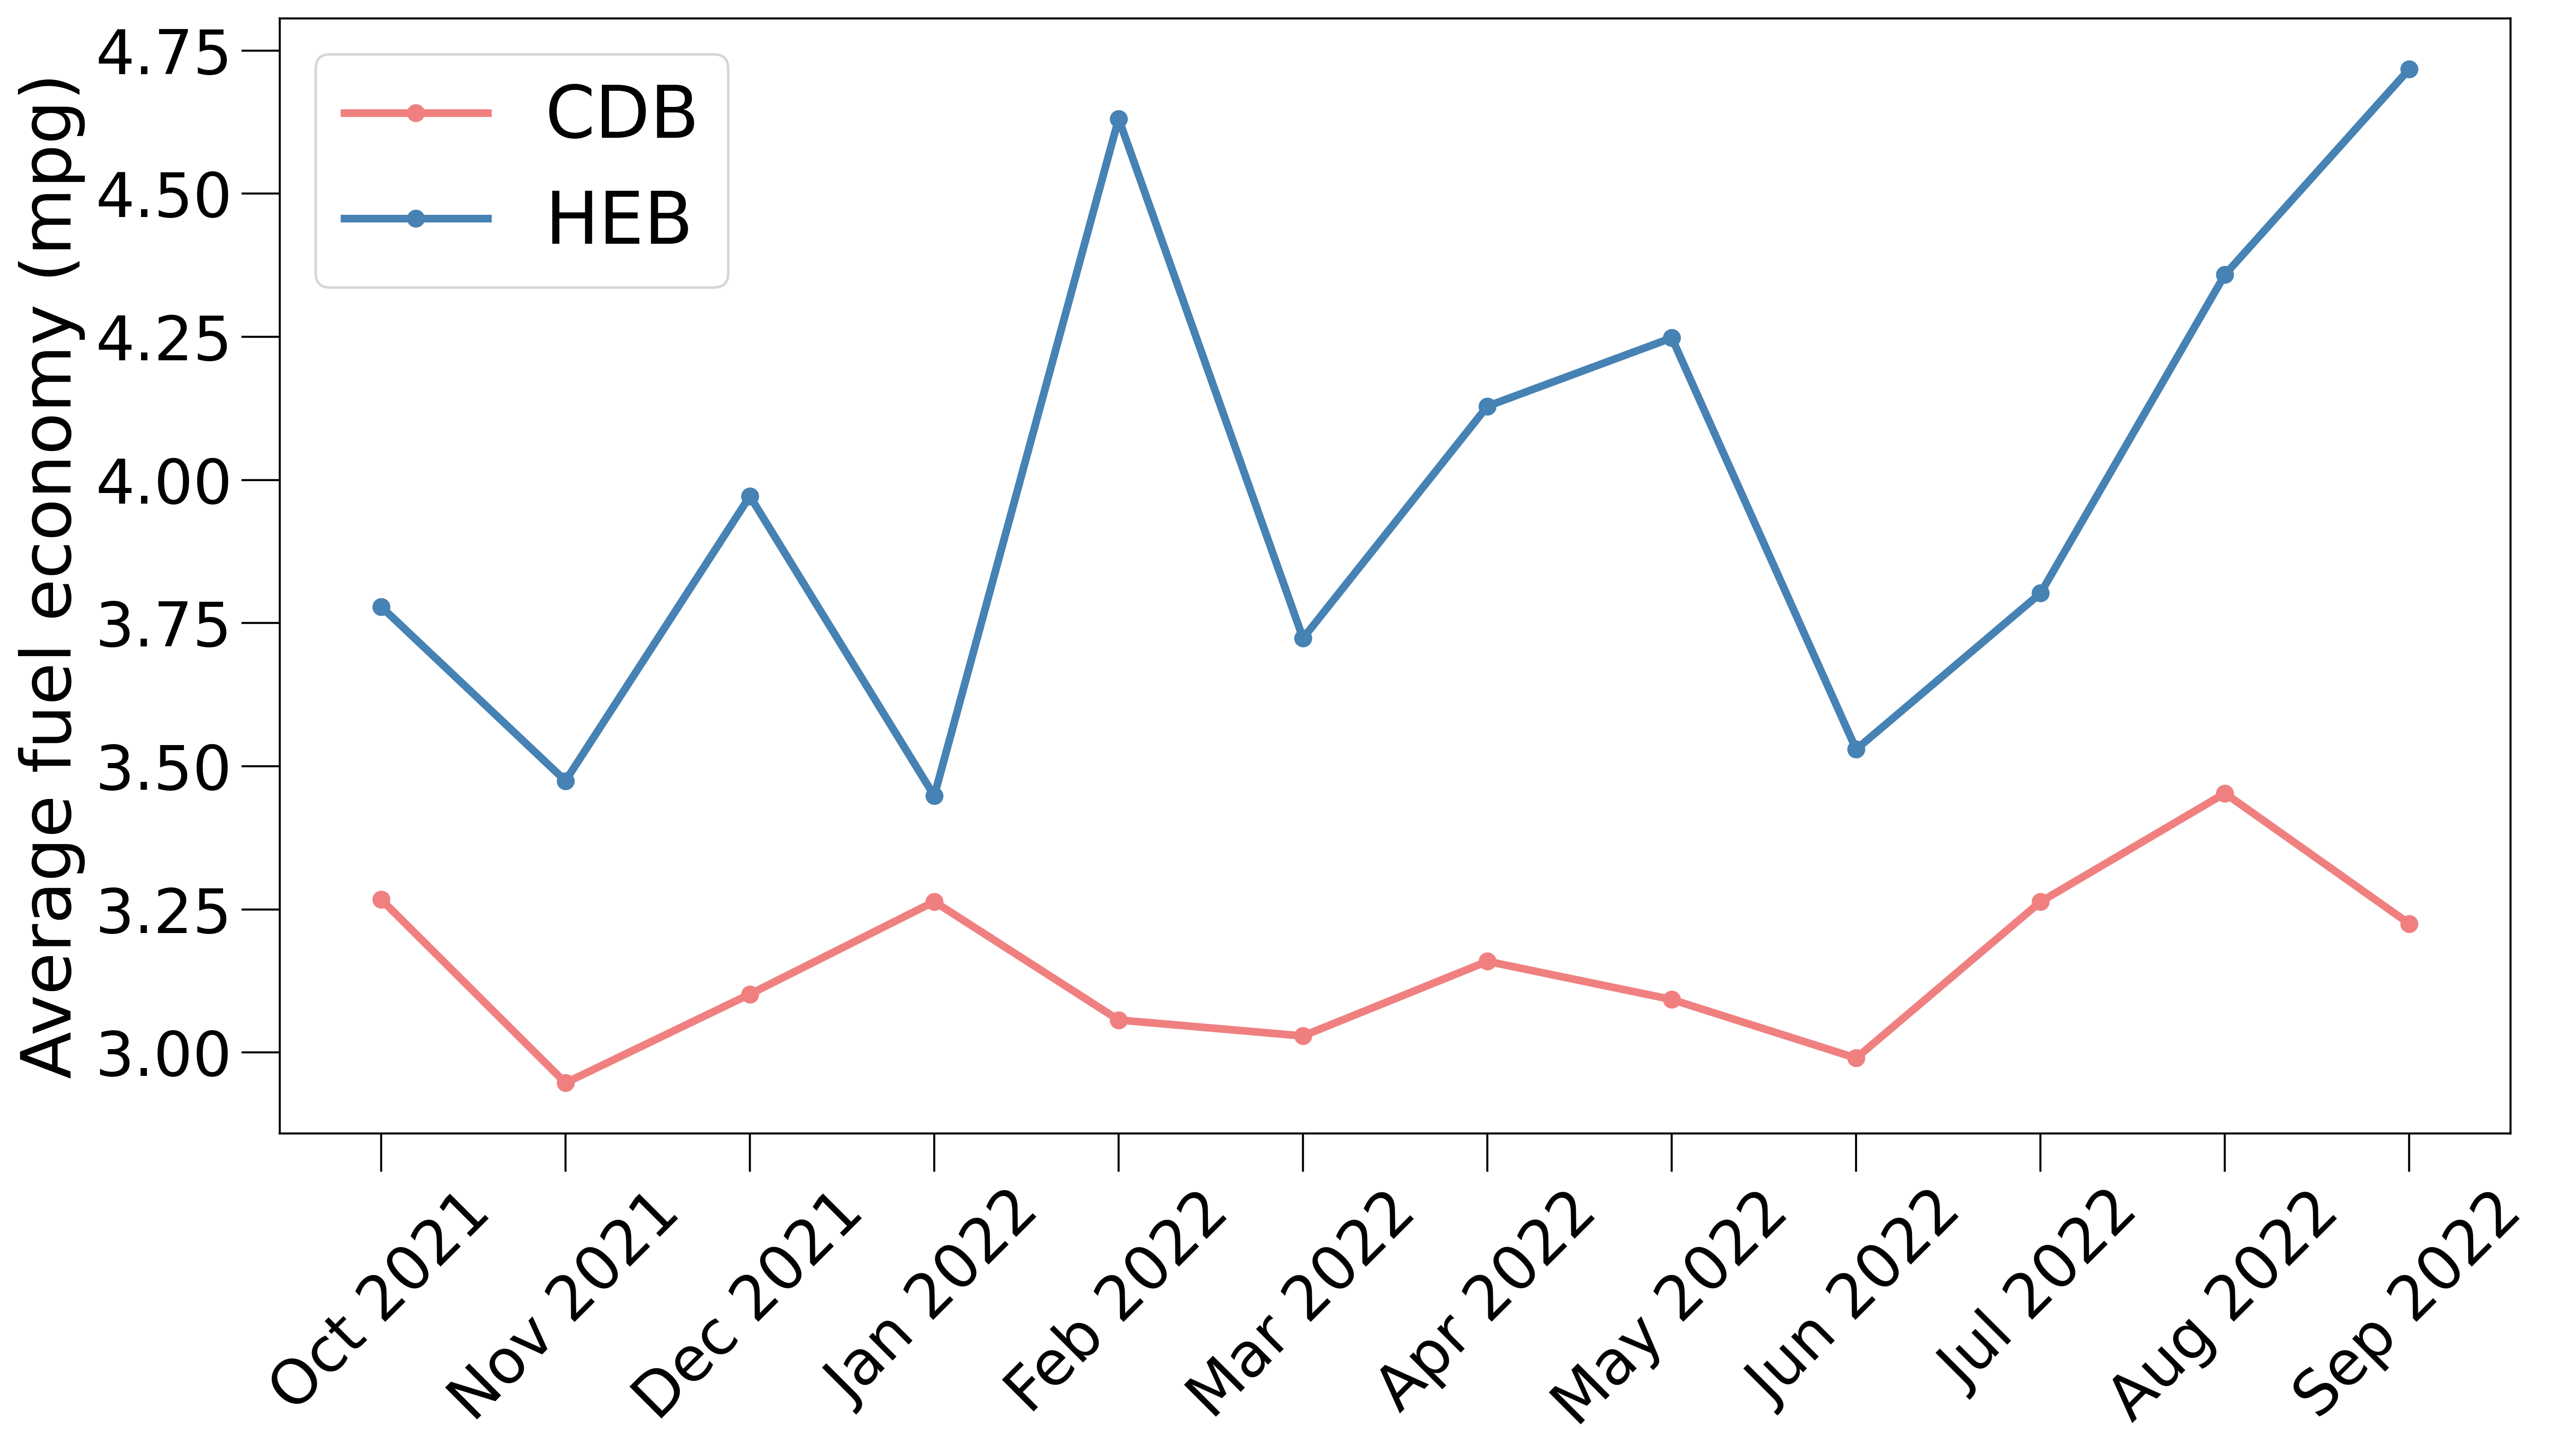 Average fuel economy (mpg)
4.75
4.50
4.25
4.00
3.75
3.50
3.25
3.00
CDB
HEB
Oct 2021
Nov 2021
Dec 2021
Jan 2022
Feb 2022
Mar 2022
Apr 2022
May 2022
Jun 2022
Jul 2022
Aug 2022
Sep 2022